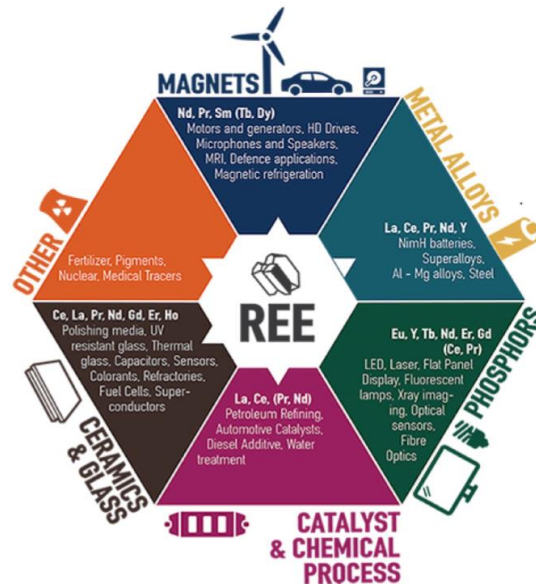 MAGNETS
Nd, Pr, Sm (Tb, Dy)
Motors and generators, HD Drives,
Microphones and Speakers,
MRI, Defence applications,
Magnetic refrigeration
METAL ALLOYS
La, Ce, Pr, Nd, Y
NimH batteries,
Superalloys,
Al - Mg alloys, Steel
OTHER
Fertilizer, Pigments,
Nuclear, Medical Tracers
REE
Ce, La, Pr, Nd, Gd, Er, Ho
Polishing media, UV
resistant glass, Thermal
glass, Capacitors, Sensors,
Colorants, Refractories,
Fuel Cells, Super-
conductors
CERAMICS
& GLASS
La, Ce, (Pr, Nd)
Petroleum Refining,
Automotive Catalysts,
Diesel Additive, Water
treatment
CATALYST
& CHEMICAL
PROCESS
Eu, Y, Tb, Nd, Er, Gd
(Ce, Pr)
LED, Laser, Flat Panel
Display, Fluorescent
lamps, Xray imag-
ing, Optical
sensors,
Fibre
Optics
PHOSPHORS